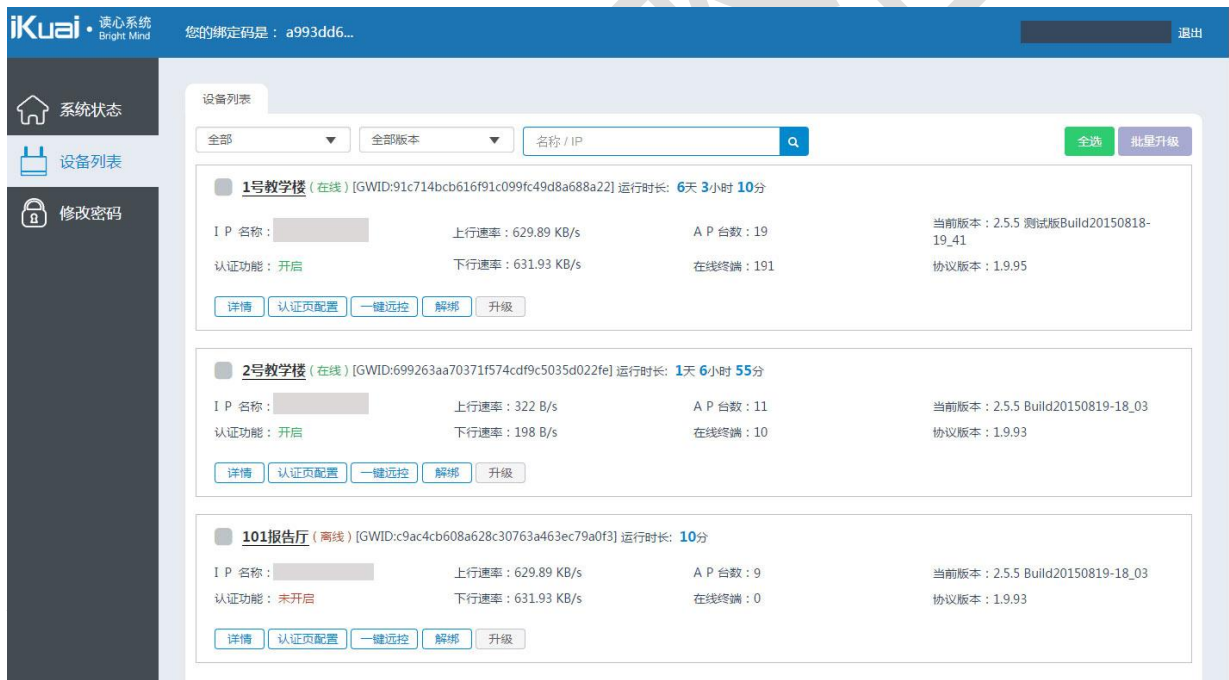 iKuai · 读心系统 Bright Mind
您的绑定码是： a993dd6...
退出
系统状态
设备列表
修改密码
设备列表
全部 全部版本 名称 / IP 全选 批量升级
1号教学楼 ( 在线 ) [GWID:91c714bcb616f91c099fc49d8a688a22] 运行时长: 6天 3小时 10分
I P 名称 : 上行速率 : 629.89 KB/s A P 台数 : 19 当前版本 : 2.5.5 测试版Build20150818-19_41
认证功能 : 开启 下行速率 : 631.93 KB/s 在线终端 : 191 协议版本 : 1.9.95
详情 认证页配置 一键远控 解绑 升级
2号教学楼 ( 在线 ) [GWID:699263aa70371f574cdf9c5035d022fe] 运行时长: 1天 6小时 55分
I P 名称 : 上行速率 : 322 B/s A P 台数 : 11 当前版本 : 2.5.5 Build20150819-18_03
认证功能 : 开启 下行速率 : 198 B/s 在线终端 : 10 协议版本 : 1.9.93
详情 认证页配置 一键远控 解绑 升级
101报告厅 ( 离线 ) [GWID:c9ac4cb608a628c30763a463ec79a0f3] 运行时长: 10分
I P 名称 : 上行速率 : 629.89 KB/s A P 台数 : 9 当前版本 : 2.5.5 Build20150819-18_03
认证功能 : 未开启 下行速率 : 631.93 KB/s 在线终端 : 0 协议版本 : 1.9.93
详情 认证页配置 一键远控 解绑 升级